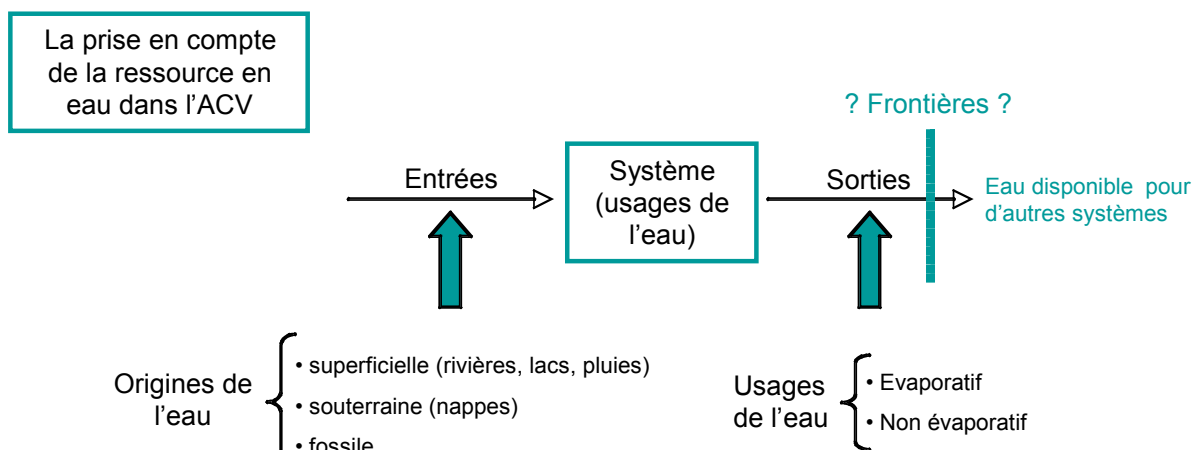 La prise en compte
de la ressource en
eau dans l’ACV
? Frontières ?
Entrées
Système
(usages de
l’eau)
Sorties
Eau disponible pour
d’autres systèmes
Origines de
l’eau
• superficielle (rivières, lacs, pluies)
• souterraine (nappes)
• fossile
Usages
de l’eau
• Evaporatif
• Non évaporatif